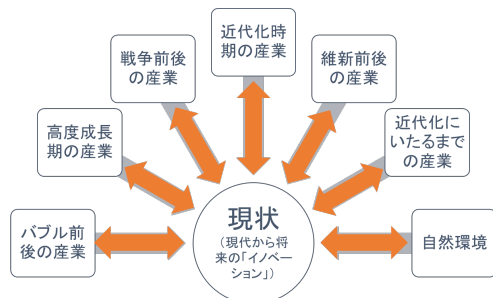 近代化時
期の産業
戦争前後
の産業
維新前後
の産業
高度成長
期の産業
近代化に
いたるまで
の産業
バブル前
後の産業
現状
（現代から将
来の「イノベー
ション」）
自然環境